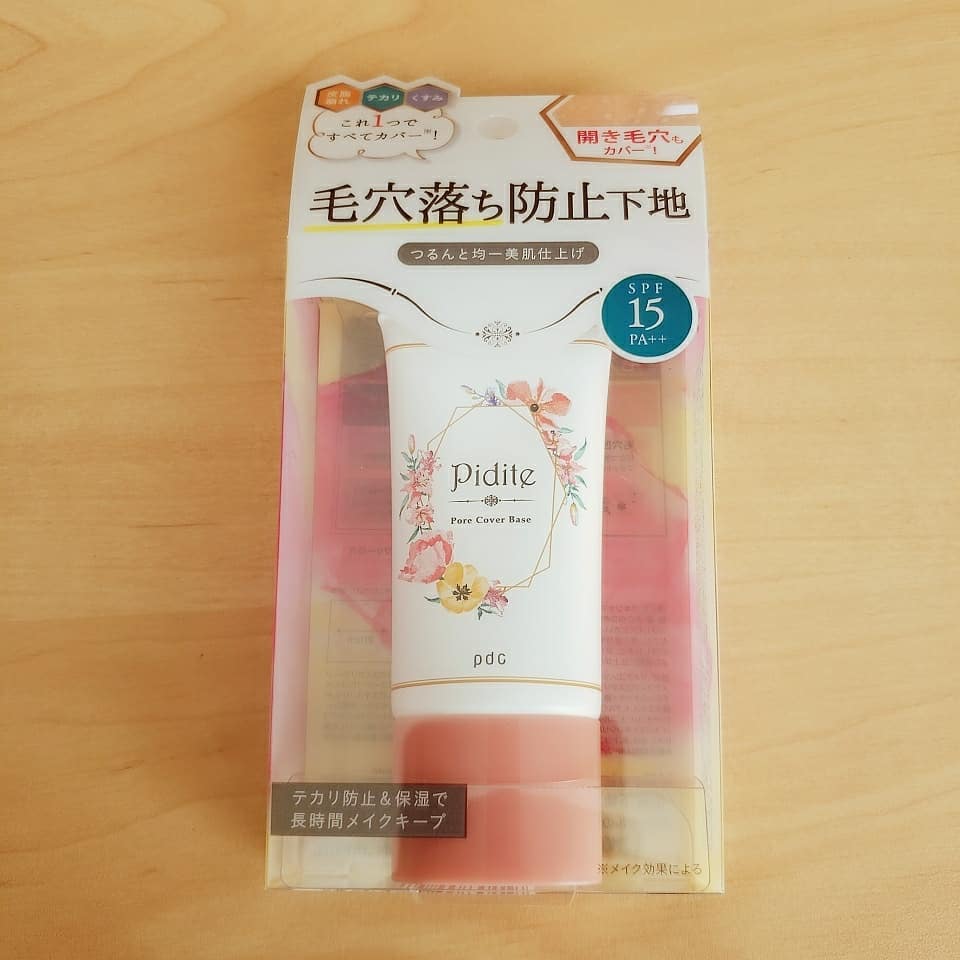 皮脂
崩れ
テカリ
くすみ
これ1つで
すべてカバー※!
開き毛穴も
カバー※!
毛穴落ち防止下地
つるんと均一美肌仕上げ
SPF
15
PA++
Pidite
Pore Cover Base
pdc
テカリ防止&保湿で
長時間メイクキープ
※メイク効果による